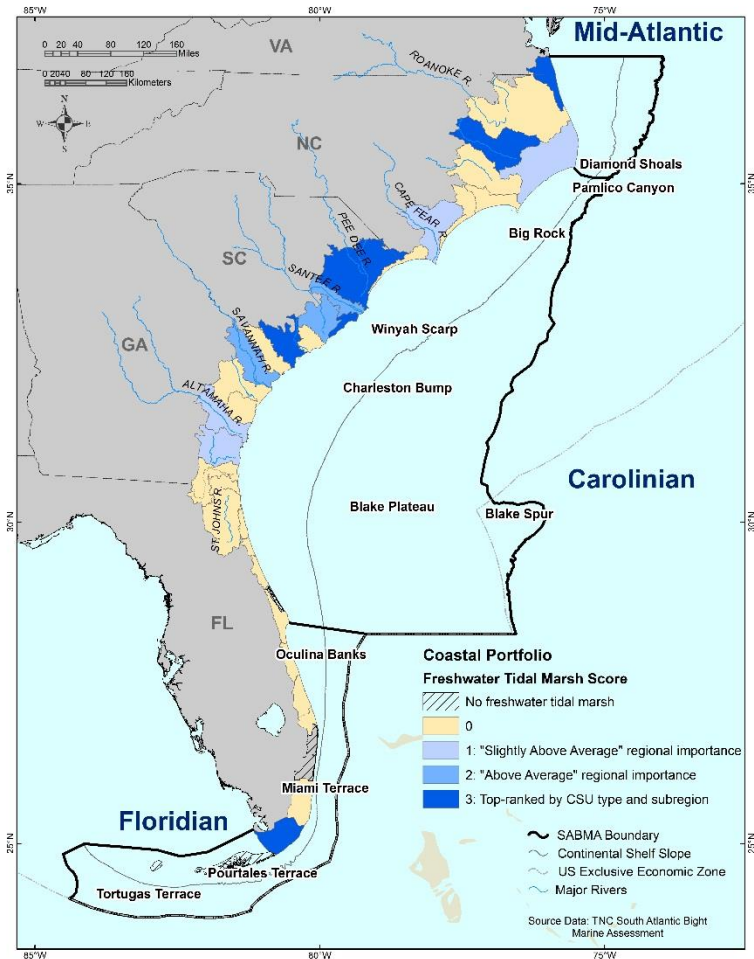 85°W
80°W
75°W
Mid-Atlantic
0 20 40 80 120 160
Miles
0 20 40 80 120 160
Kilometers
N
W E
S
VA
ROANOKE R.
NC
Diamond Shoals
35°N
35°N
Pamlico Canyon
CAPE FEAR R.
Big Rock
PEE DEE R.
SC
SANTEE R.
Winyah Scarp
SAVANNAH R.
GA
Charleston Bump
ALTAMAHA R.
Carolinian
ST. JOHNS R.
Blake Plateau
Blake Spur
30°N
30°N
FL
Oculina Banks
Coastal Portfolio
Freshwater Tidal Marsh Score
No freshwater tidal marsh
0
1: "Slightly Above Average" regional importance
2: "Above Average" regional importance
3: Top-ranked by CSU type and subregion
Miami Terrace
Floridian
25°N
25°N
Pourtales Terrace
Tortugas Terrace
SABMA Boundary
Continental Shelf Slope
US Exclusive Economic Zone
Major Rivers
Source Data: TNC South Atlantic Bight
Marine Assessment
85°W
80°W
75°W